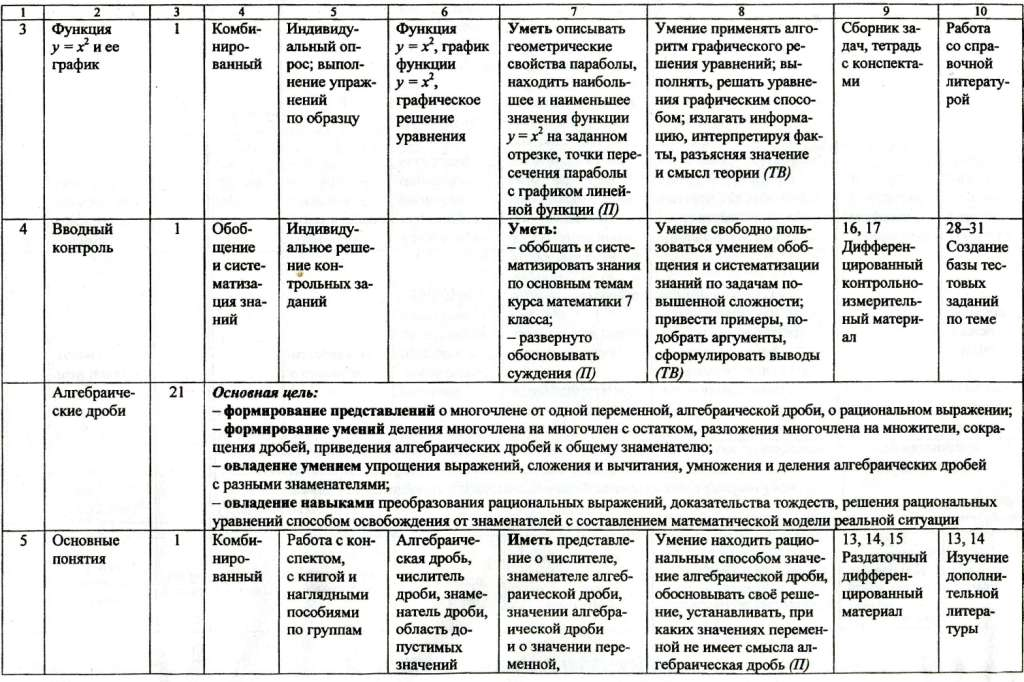 1 2 3 4 5 6 7 8 9 10
3
Функция
y = x² и ее
график
1
Комби-
ниро-
ванный
Индивиду-
альный оп-
рос; выпол-
нение упраж-
нений
по образцу
Функция
y = x², график
функции
y = x²,
графическое
решение
уравнения
Уметь описывать
геометрические
свойства параболы,
находить наиболь-
шее и наименьшее
значения функции
y = x² на заданном
отрезке, точки пере-
сечения параболы
с графиком линей-
ной функции (П)
Умение применять алго-
ритм графического ре-
шения уравнений; вы-
полнять, решать уравне-
ния графическим спосо-
бом; излагать информа-
цию, интерпретируя фак-
ты, разъясняя значение
и смысл теории (ТВ)
Сборник за-
дач, тетрадь
с конспекта-
ми
Работа
со спра-
вочной
литерату-
рой
4
Вводный
контроль
1
Обоб-
щение
и систе-
матиза-
ция зна-
ний
Индивиду-
альное реше-
ние кон-
трольных за-
даний
Уметь:
– обобщать и систе-
матизировать знания
по основным темам
курса математики 7
класса;
– развернуто
обосновывать
суждения (П)
Умение свободно поль-
зоваться умением обоб-
щения и систематизации
знаний по задачам по-
вышенной сложности;
привести примеры, по-
добрать аргументы,
сформулировать выводы
(ТВ)
16, 17
Дифферен-
цированный
контрольно-
измеритель-
ный матери-
ал
28–31
Создание
базы тес-
товых
заданий
по теме
Алгебраиче-
ские дроби
21
Основная цель:
– формирование представлений о многочлене от одной переменной, алгебраической дроби, о рациональном выражении;
– формирование умений деления многочлена на многочлен с остатком, разложения многочлена на множители, сокра-
щения дробей, приведения алгебраических дробей к общему знаменателю;
– овладение умением упрощения выражений, сложения и вычитания, умножения и деления алгебраических дробей
с разными знаменателями;
– овладение навыками преобразования рациональных выражений, доказательства тождеств, решения рациональных
уравнений способом освобождения от знаменателей с составлением математической модели реальной ситуации
5
Основные
понятия
1
Комби-
ниро-
ванный
Работа с кон-
спектом,
с книгой и
наглядными
пособиями
по группам
Алгебраиче-
ская дробь,
числитель
дроби, знаме-
натель дроби,
область до-
пустимых
значений
Иметь представле-
ние о числителе,
знаменателе алгеб-
раической дроби,
значении алгебра-
ической дроби
и о значении пере-
менной,
Умение находить рацио-
нальным способом значе-
ние алгебраической дроби,
обосновывать своё реше-
ние, устанавливать, при
каких значениях перемен-
ной не имеет смысла ал-
гебраическая дробь (П)
13, 14, 15
Раздаточный
дифферен-
цированный
материал
13, 14
Изучение
дополни-
тельной
литера-
туры